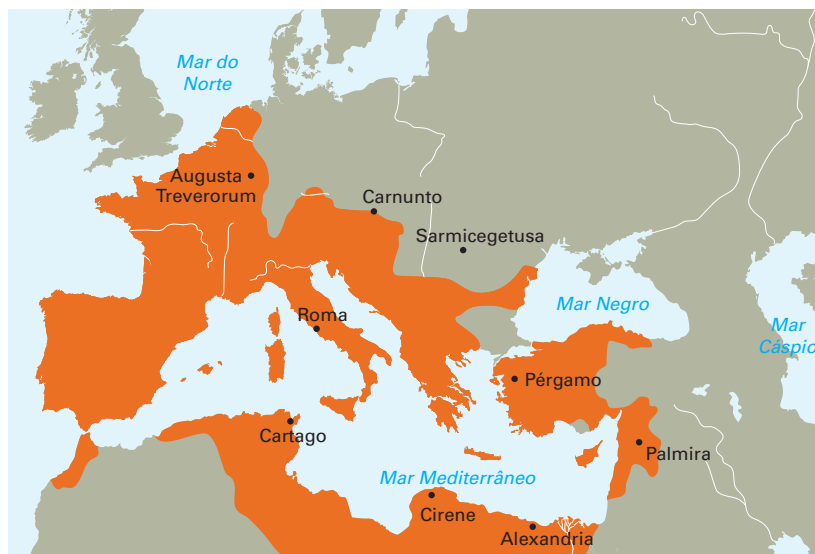 Mar do
Norte
Augusta
Treverorum
Carnunto
Sarmicegetusa
Mar Negro
Mar
Cáspio
Roma
Pérgamo
Cartago
Palmira
Mar Mediterrâneo
Cirene
Alexandria